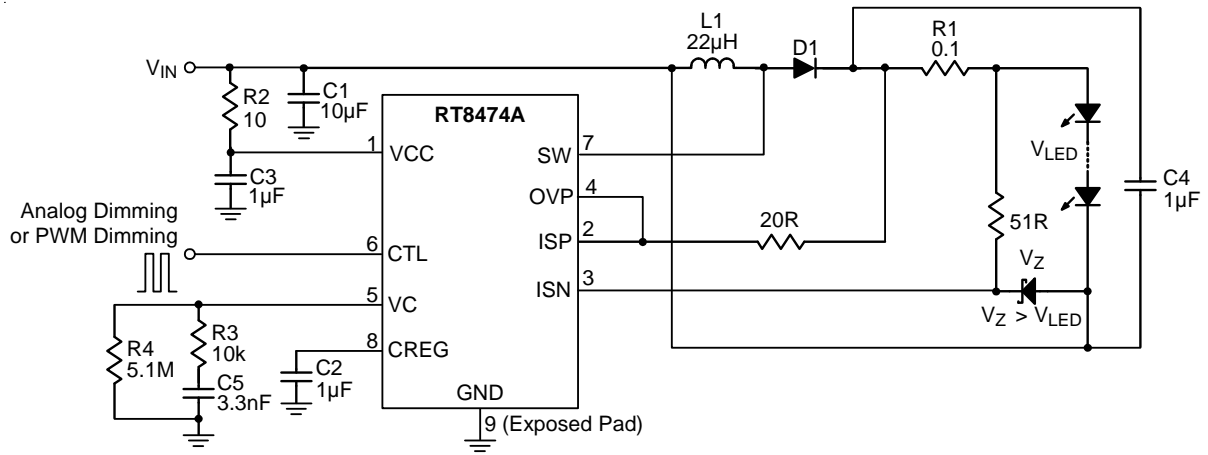 L1
22µH
D1
R1
0.1
VIN
R2
10
C1
10µF
RT8474A
1
VCC
SW
7
VLED
C3
1µF
OVP
4
C4
1µF
Analog Dimming
or PWM Dimming
6
CTL
ISP
2
20R
51R
5
VC
ISN
3
VZ
VZ > VLED
R3
10k
R4
5.1M
8
CREG
C2
1µF
C5
3.3nF
GND
9 (Exposed Pad)